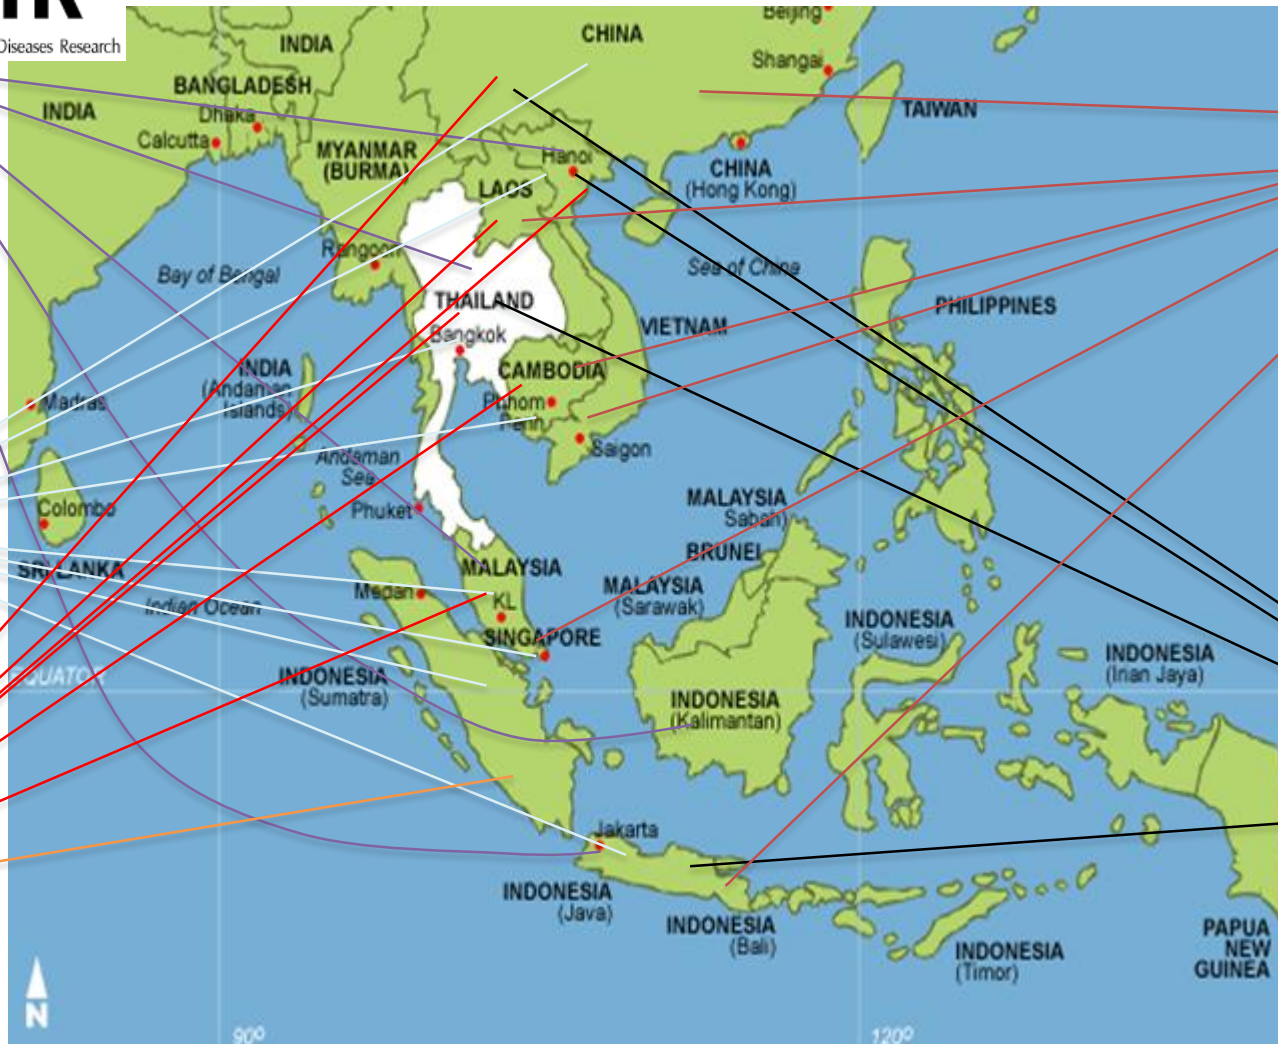 Diseases Research
Beijing
CHINA
INDIA
Shangai
BANGLADESH
INDIA
Dhaka
TAIWAN
Calcutta
MYANMAR
(BURMA)
Hanoi
CHINA
(Hong Kong)
LAOS
Rangoon
Bay of Bengal
Sea of China
THAILAND
PHILIPPINES
Bangkok
VIETNAM
INDIA
(Andaman
Islands)
CAMBODIA
Madras
Phnom
Penh
Saigon
Andaman
Sea
Colombo
Phuket
MALAYSIA
Sabah)
BRUNEI
SRI LANKA
MALAYSIA
MALAYSIA
(Sarawak)
Medan
KL
Indian Ocean
INDONESIA
(Sulawesi)
SINGAPORE
INDONESIA
(Irian Jaya)
EQUATOR
INDONESIA
(Sumatra)
INDONESIA
(Kalimantan)
Jakarta
INDONESIA
(Java)
INDONESIA
(Bali)
INDONESIA
(Timor)
PAPUA
NEW
GUINEA
N
90º
120º